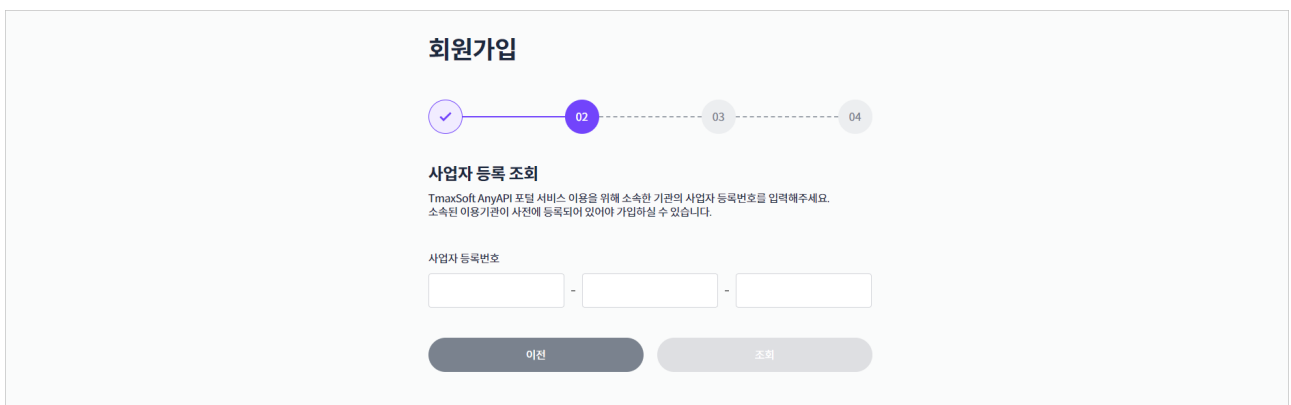 회원가입
02
03
04
사업자 등록 조회
TmaxSoft AnyAPI 포털 서비스 이용을 위해 소속한 기관의 사업자 등록번호를 입력해주세요.
소속된 이용기관이 사전에 등록되어 있어야 가입하실 수 있습니다.
사업자 등록번호
- -
이전 조회